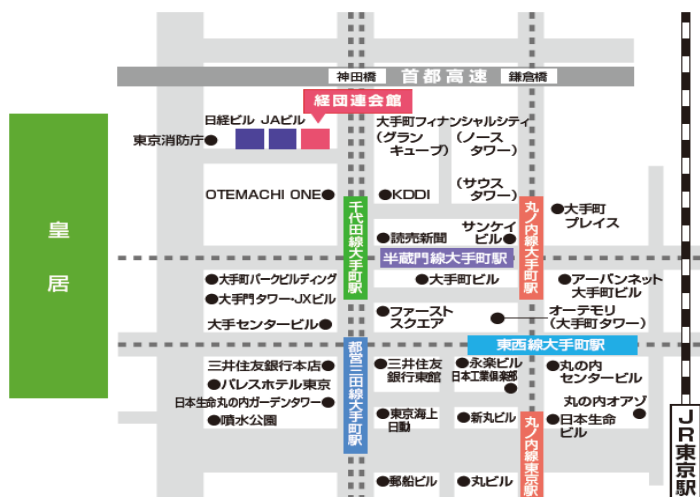 神田橋
首都高速
鎌倉橋
経団連会館
日経ビル JAビル
東京消防庁
大手町フィナンシャルシティ
(グラン
キューブ)
(ノース
タワー)
(サウス
タワー)
OTEMACHI ONE
KDDI
大手町
プレイス
読売新聞
サンケイ
ビル
千代田線大手町駅
丸ノ内線大手町駅
半蔵門線大手町駅
皇居
大手町パークビルディング
大手町ビル
アーバンネット
大手町ビル
大手門タワー・JXビル
ファースト
スクエア
オーテモリ
(大手町タワー)
大手センタービル
東西線大手町駅
都営三田線大手町駅
三井住友銀行本店
三井住友
銀行東館
永楽ビル
日本工業倶楽部
丸の内
センタービル
パレスホテル東京
日本生命丸の内ガーデンタワー
丸の内オアゾ
噴水公園
東京海上
日動
新丸ビル
日本生命
ビル
丸ノ内線東京駅
JR東京駅
郵船ビル
丸ビル